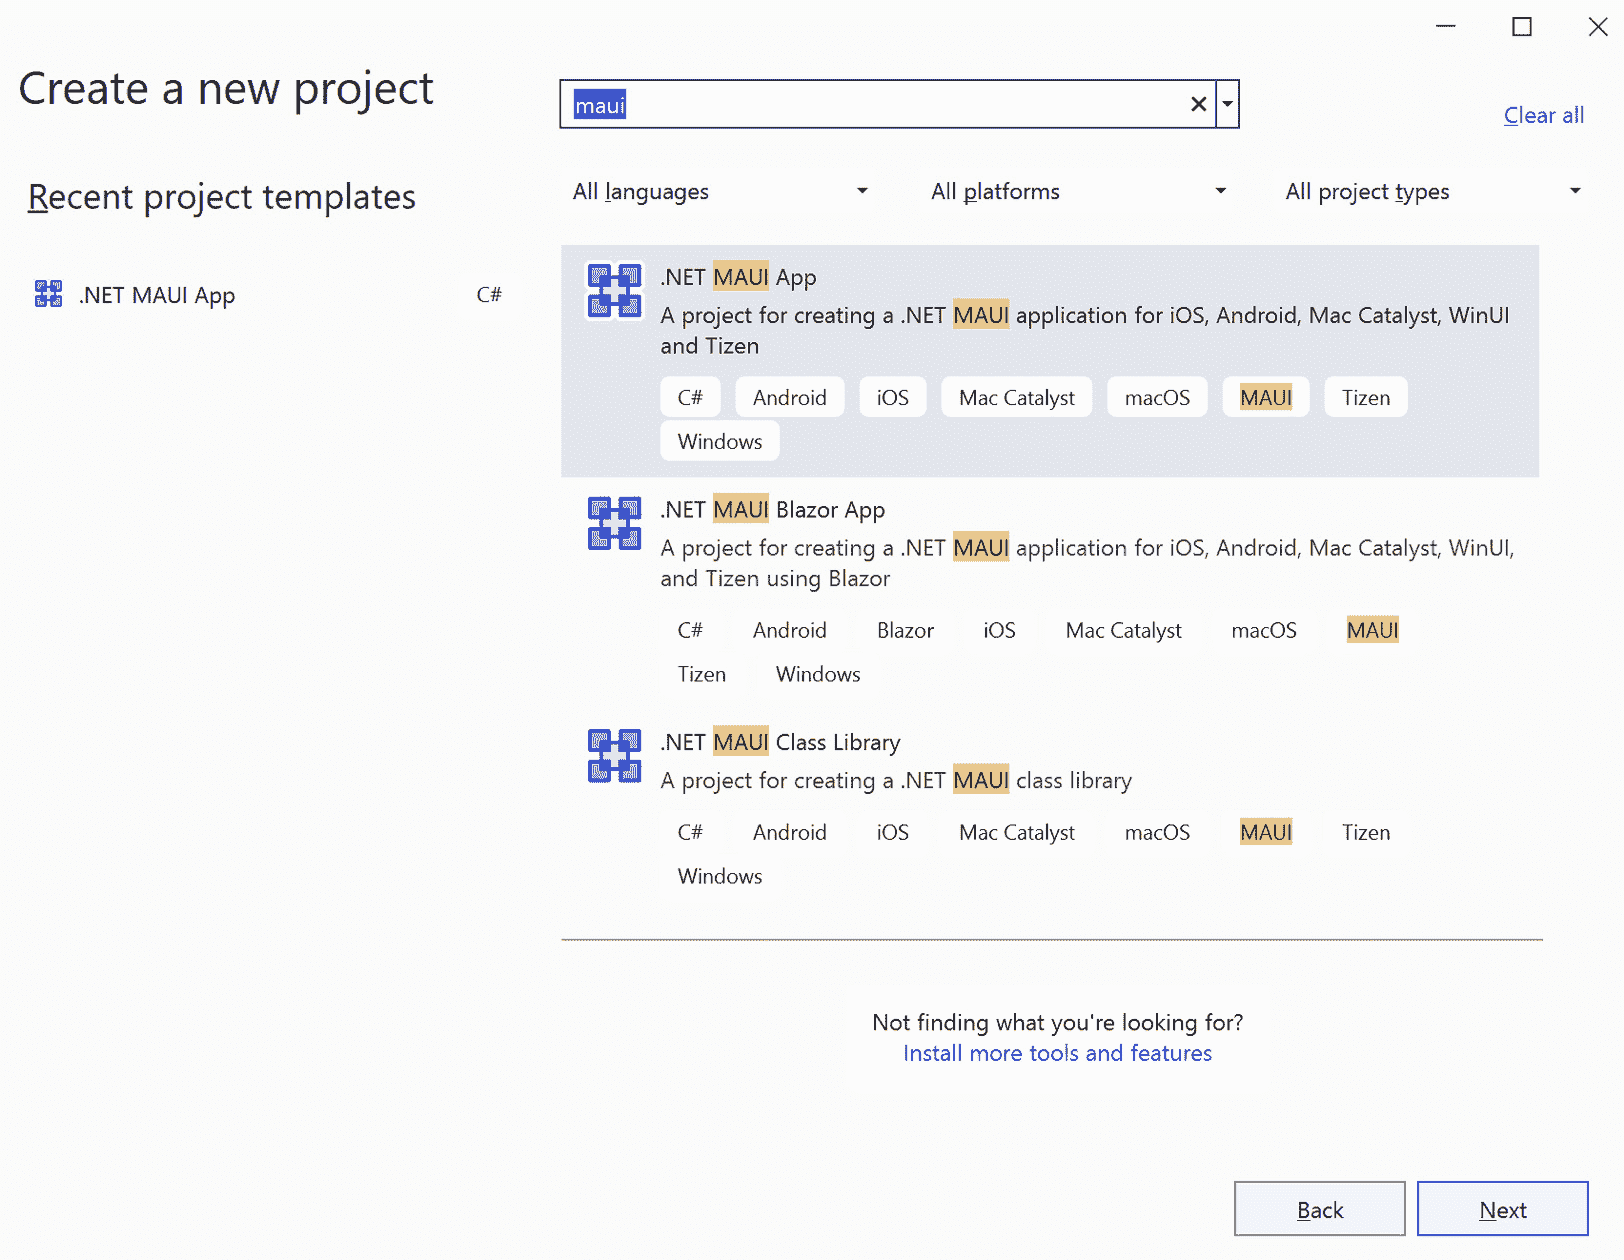 Create a new project
maui
Clear all
Recent project templates
All languages
All platforms
All project types
.NET MAUI App
C#
.NET MAUI App
A project for creating a .NET MAUI application for iOS, Android, Mac Catalyst, WinUI
and Tizen
C# Android iOS Mac Catalyst macOS MAUI Tizen
Windows
.NET MAUI Blazor App
A project for creating a .NET MAUI application for iOS, Android, Mac Catalyst, WinUI,
and Tizen using Blazor
C# Android Blazor iOS Mac Catalyst macOS MAUI
Tizen Windows
.NET MAUI Class Library
A project for creating a .NET MAUI class library
C# Android iOS Mac Catalyst macOS MAUI Tizen
Windows
Not finding what you're looking for?
Install more tools and features
Back
Next